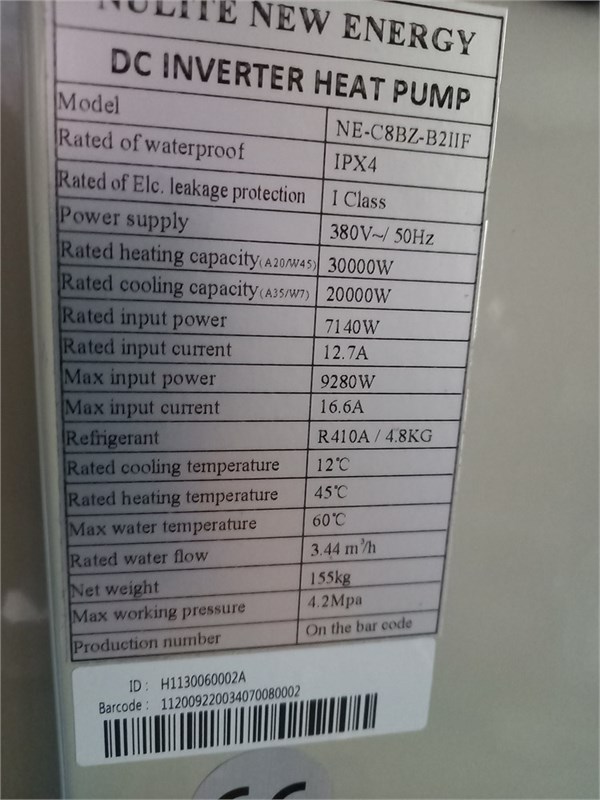 NULITE NEW ENERGY
DC INVERTER HEAT PUMP
Model NE-C8BZ-B2IIF
Rated of waterproof IPX4
Rated of Elc. leakage protection I Class
Power supply 380V~/ 50Hz
Rated heating capacity(A20/W45) 30000W
Rated cooling capacity(A35/W7) 20000W
Rated input power 7140W
Rated input current 12.7A
Max input power 9280W
Max input current 16.6A
Refrigerant R410A / 4.8KG
Rated cooling temperature 12℃
Rated heating temperature 45℃
Max water temperature 60℃
Rated water flow 3.44 m³/h
Net weight 155kg
Max working pressure 4.2Mpa
Production number On the bar code
ID : H1130060002A
Barcode : 112009220034070080002
CE